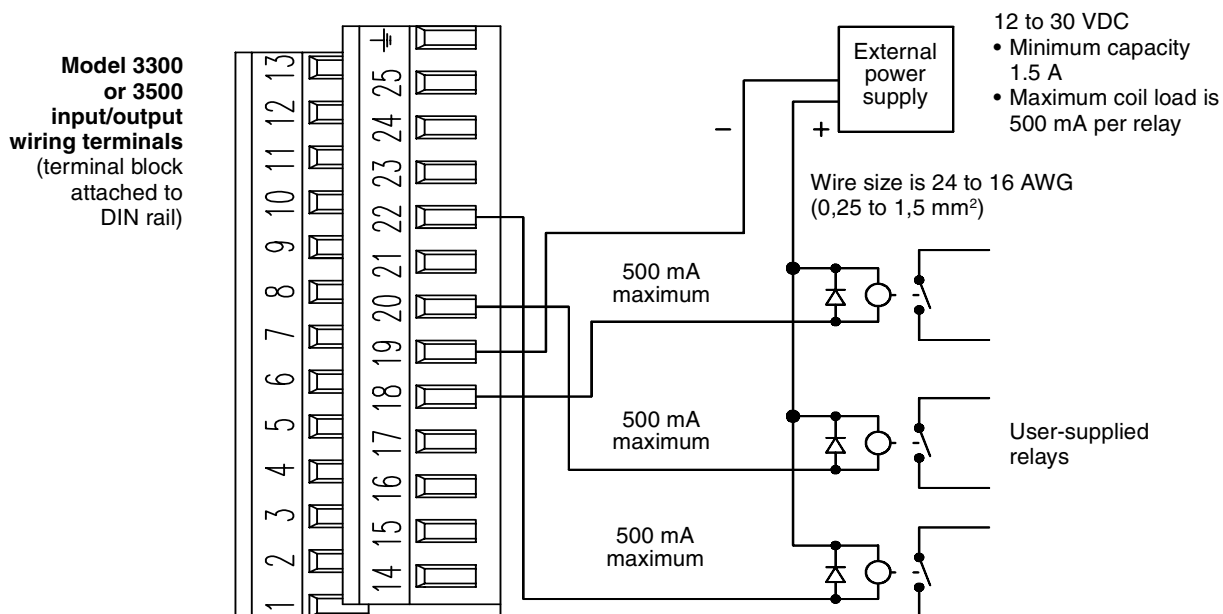 Model 3300
or 3500
input/output
wiring terminals
(terminal block
attached to
DIN rail)
13
12
11
10
9
8
7
6
5
4
3
2
1
25
24
23
22
21
20
19
18
17
16
15
14
External
power
supply
−
+
12 to 30 VDC
• Minimum capacity
1.5 A
• Maximum coil load is
500 mA per relay
Wire size is 24 to 16 AWG
(0,25 to 1,5 mm²)
500 mA
maximum
500 mA
maximum
500 mA
maximum
User-supplied
relays